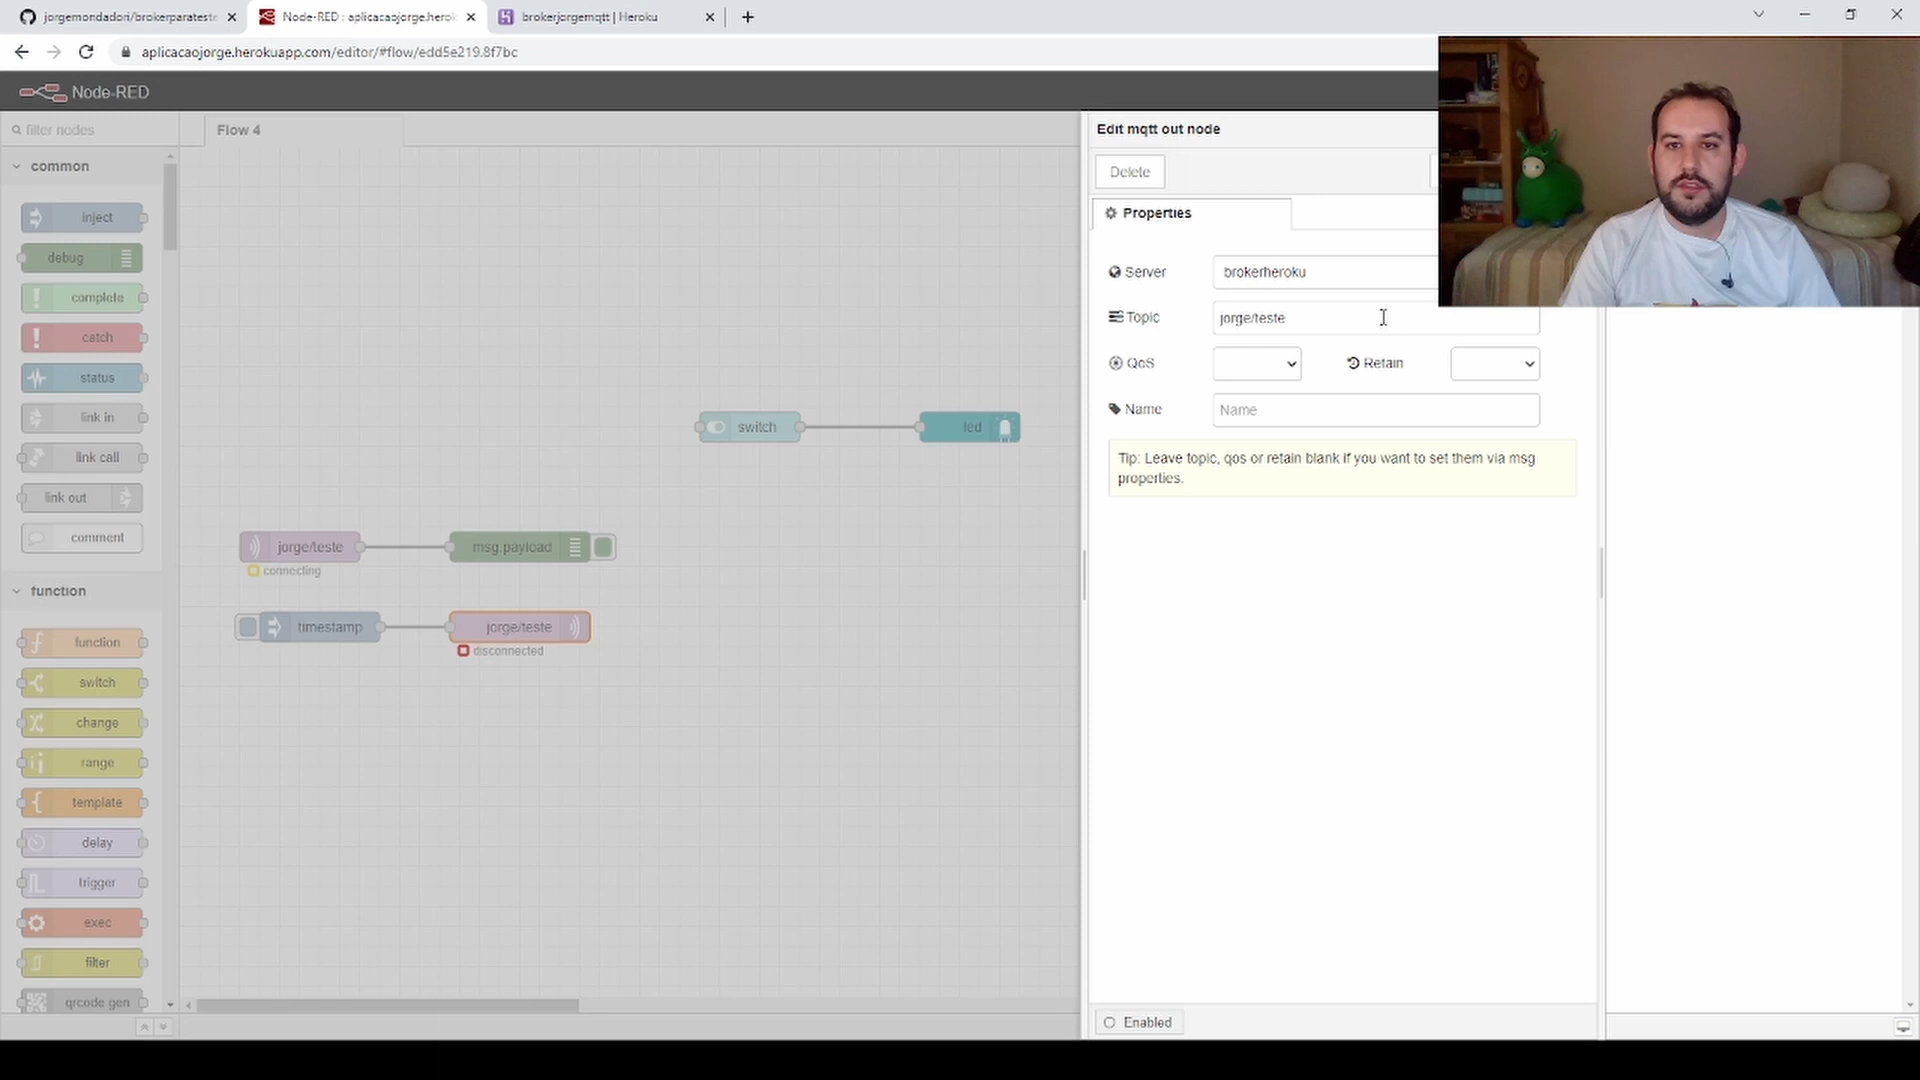 jorgemondadori/brokerparateste
Node-RED : aplicacaojorge.herok
brokerjorgemqtt | Heroku
aplicacaojorge.herokuapp.com/editor/#flow/edd5e219.8f7bc
Node-RED
filter nodes
Flow 4
common
inject
debug
complete
catch
status
link in
link call
link out
comment
function
function
switch
change
range
template
delay
trigger
exec
filter
qrcode gen
switch
led
jorge/teste
msg.payload
connecting
timestamp
jorge/teste
disconnected
Edit mqtt out node
Delete
Properties
Server
brokerheroku
Topic
jorge/teste
QoS
Retain
Name
Name
Tip: Leave topic, qos or retain blank if you want to set them via msg
properties.
Enabled